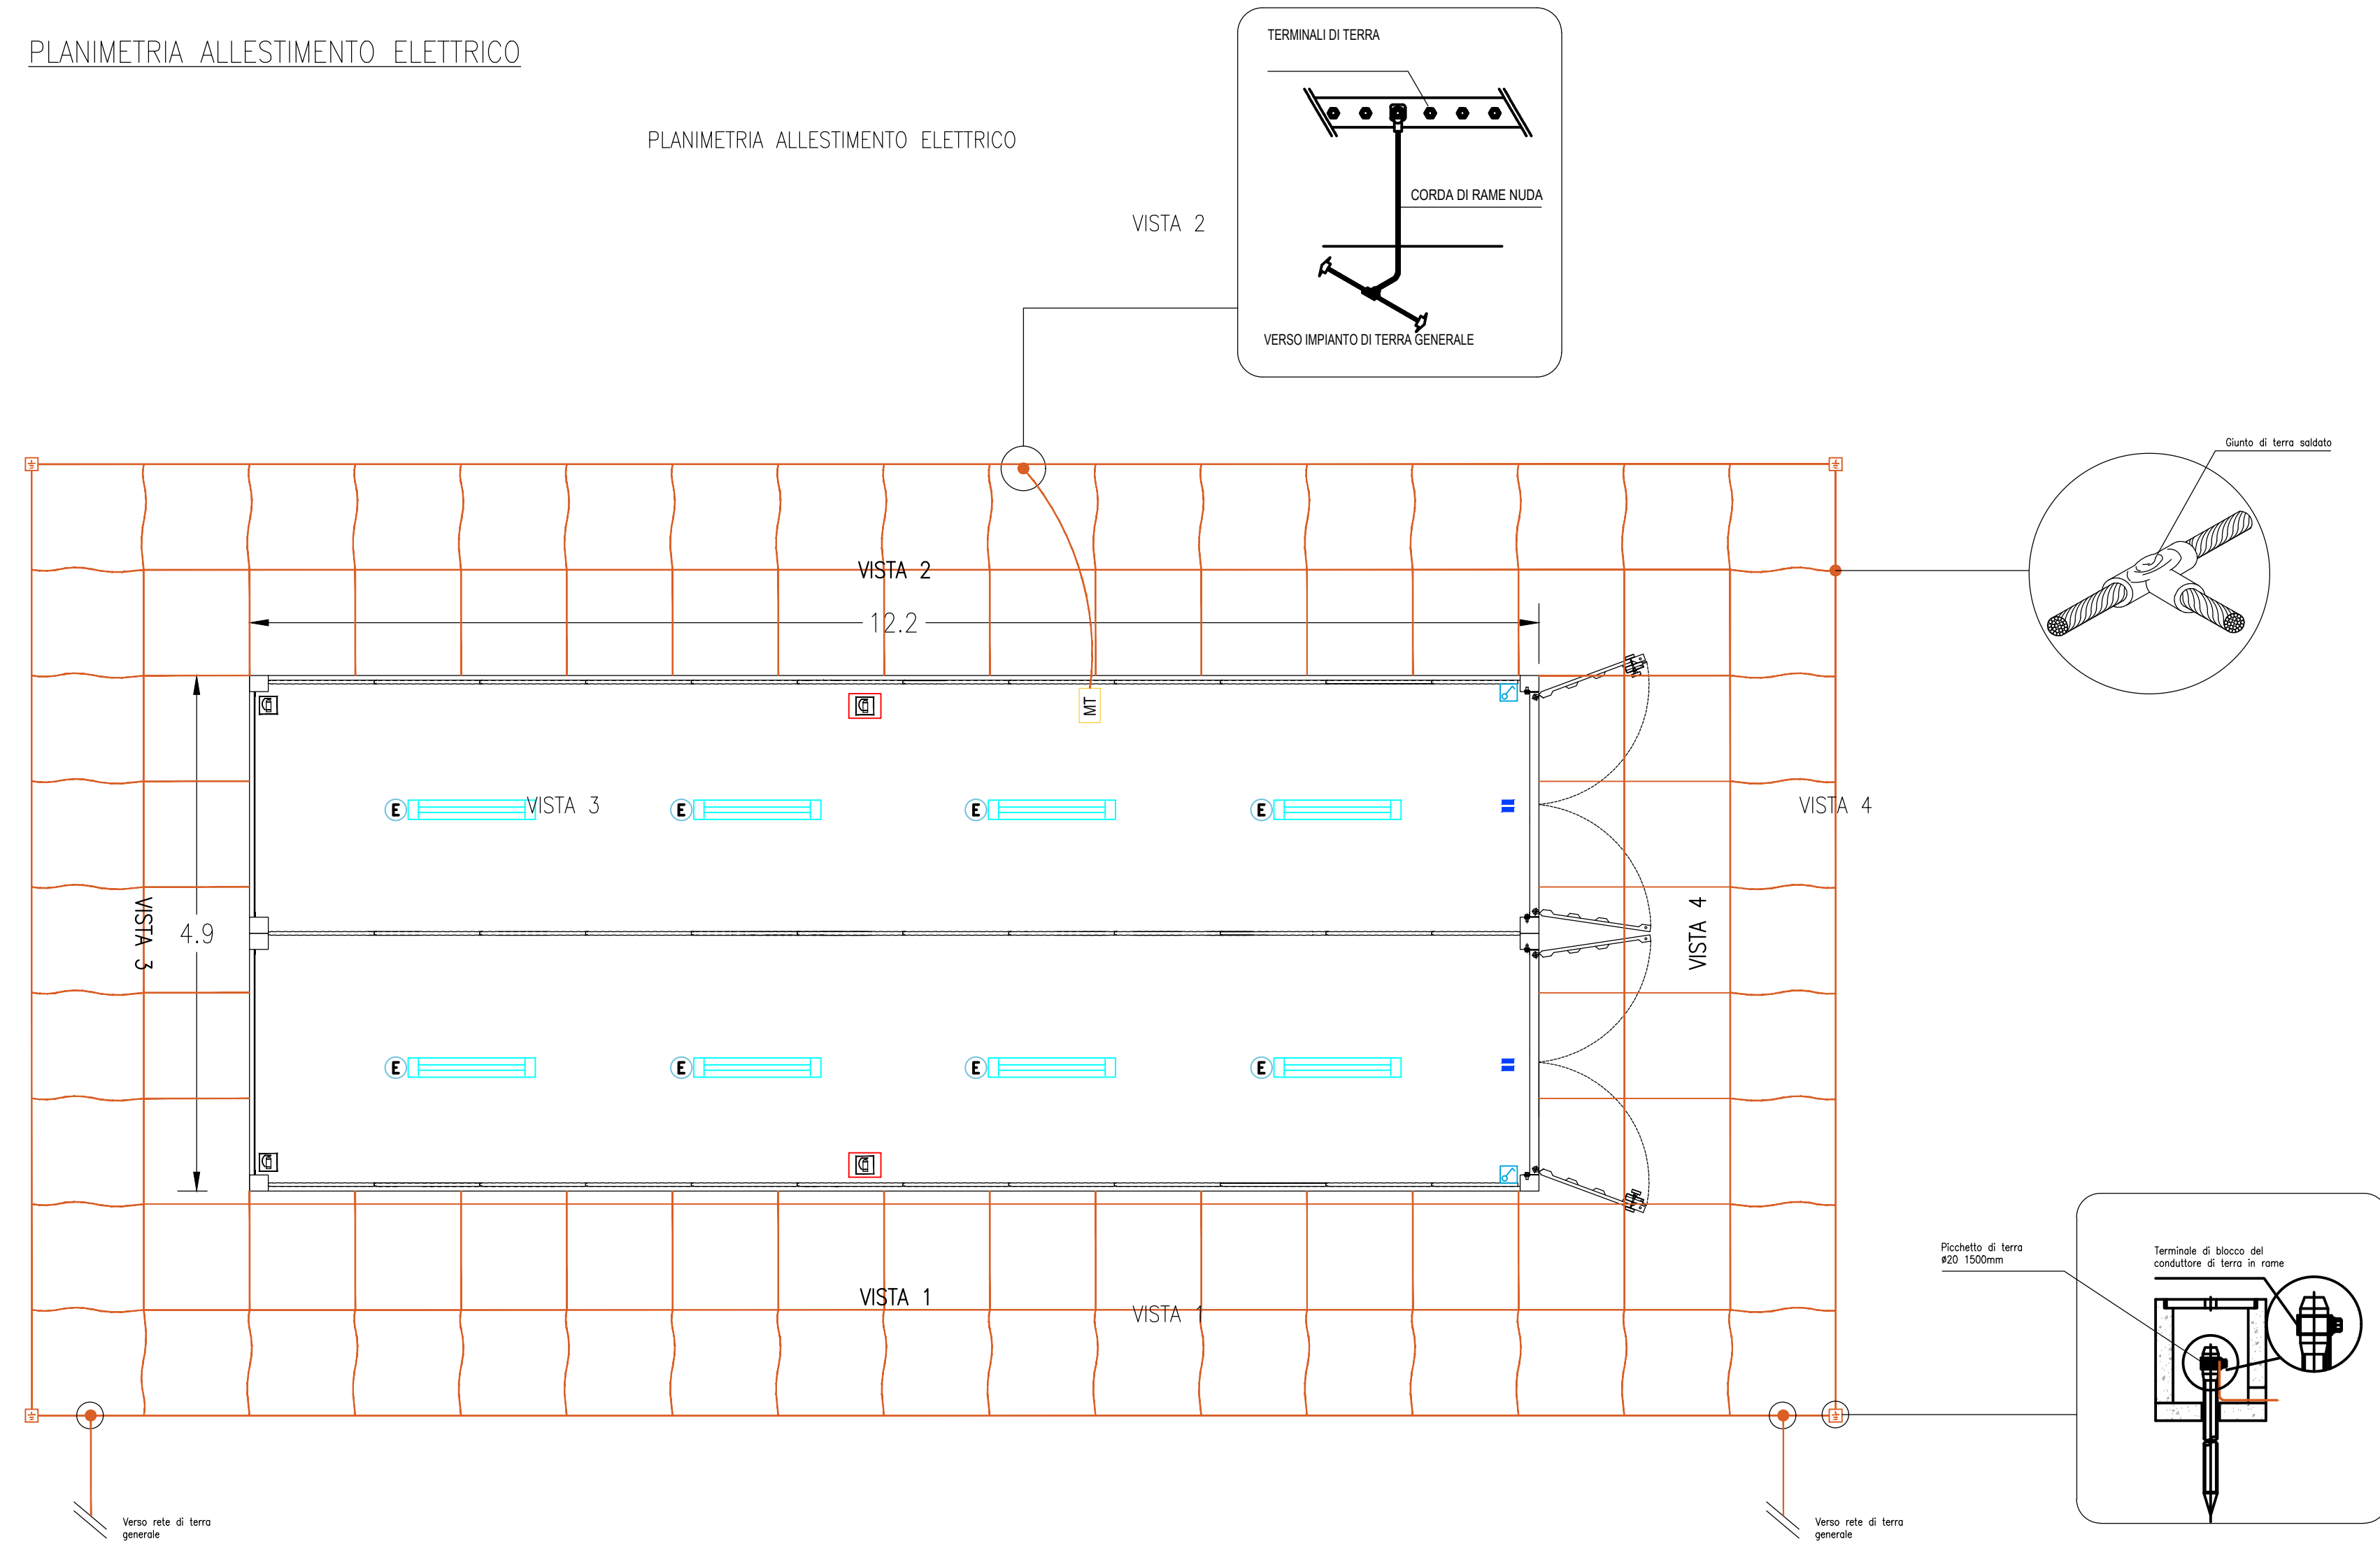 PLANIMETRIA ALLESTIMENTO ELETTRICO
TERMINALI DI TERRA
PLANIMETRIA ALLESTIMENTO ELETTRICO
CORDA DI RAME NUDA
VISTA 2
VERSO IMPIANTO DI TERRA GENERALE
Giunto di terra saldato
VISTA 2
12.2
MT
E
VISTA 3
E
E
E
VISTA 4
VISTA 3
4.9
VISTA 4
E
E
E
E
Picchetto di terra
ø20 1500mm
Terminale di blocco del
conduttore di terra in rame
VISTA 1
VISTA 1
Verso rete di terra
generale
Verso rete di terra
generale